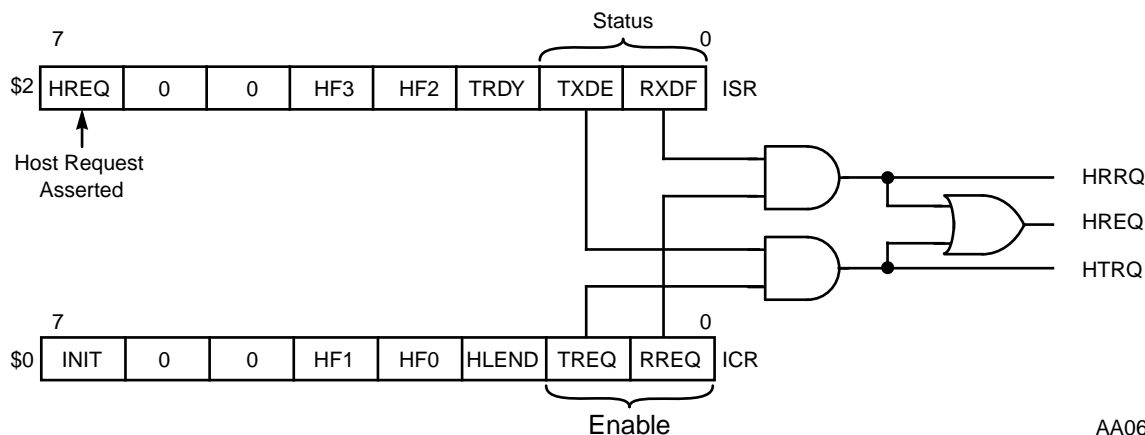 Status
7 0
$2 HREQ 0 0 HF3 HF2 TRDY TXDE RXDF ISR
Host Request
Asserted
HRRQ
HREQ
HTRQ
7 0
$0 INIT 0 0 HF1 HF0 HLEND TREQ RREQ ICR
Enable
AA06